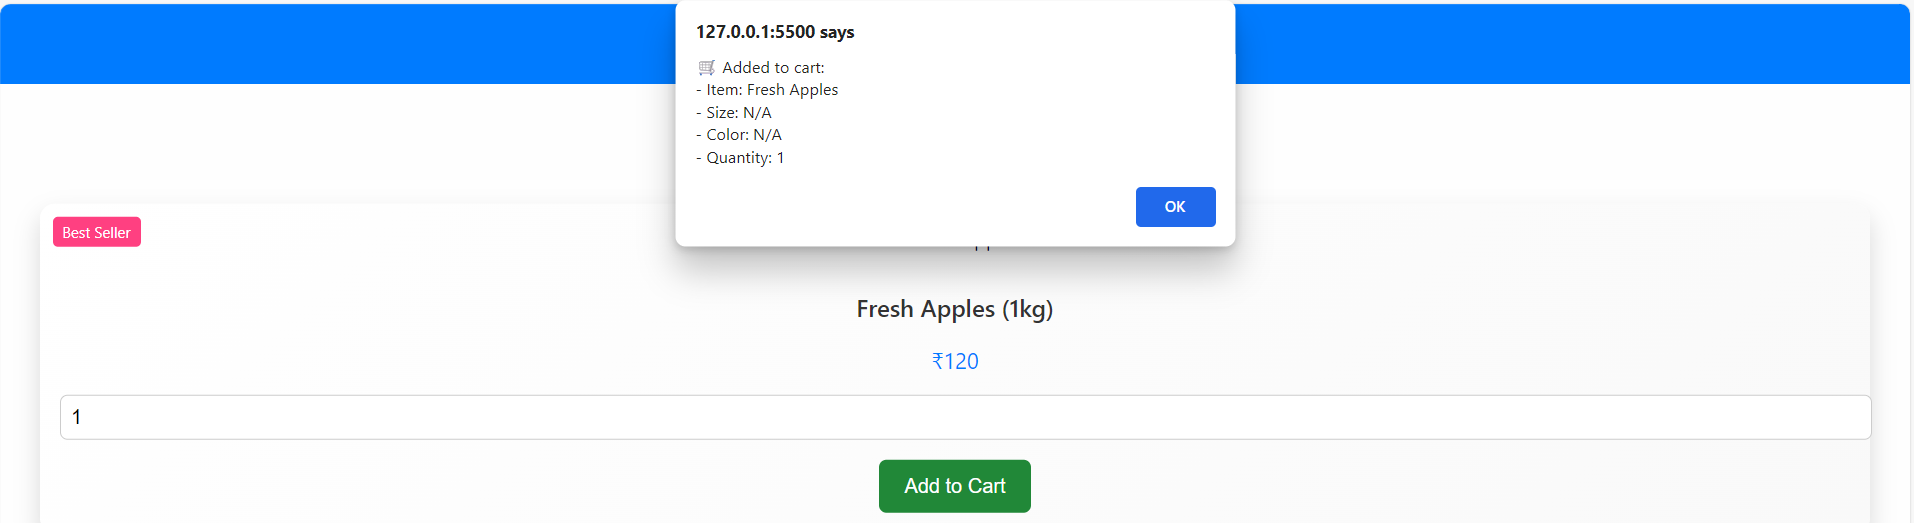 127.0.0.1:5500 says
🛒 Added to cart:
- Item: Fresh Apples
- Size: N/A
- Color: N/A
- Quantity: 1
OK
Best Seller
Fresh Apples (1kg)
₹120
1
Add to Cart